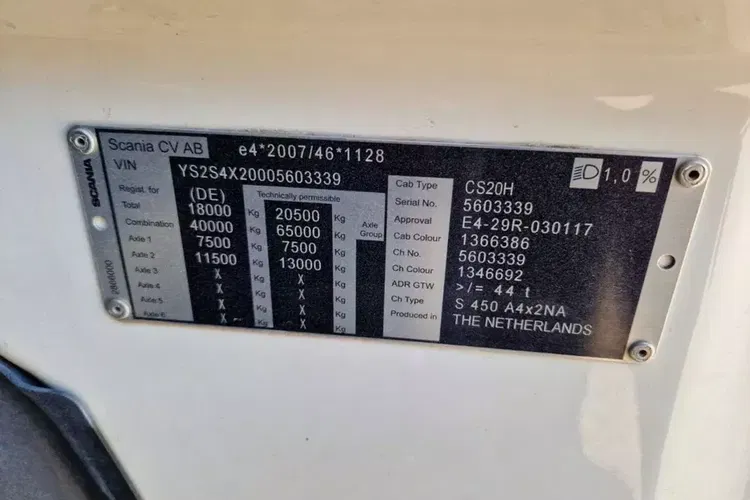 SCANIA
2800000
Scania CV AB e4*2007/46*1128
VIN YS2S4X20005603339
Regist. for (DE) Technically permissible
Total 18000 Kg 20500 Kg Axle Group
Combination 40000 Kg 65000 Kg
Axle 1 7500 Kg 7500 Kg
Axle 2 11500 Kg 13000 Kg
Axle 3 X Kg X Kg
Axle 4 X Kg X Kg
Axle 5 X Kg X Kg
Axle 6 X Kg X Kg
1,0 %
Cab Type CS20H
Serial No. 5603339
Approval E4-29R-030117
Cab Colour 1366386
Ch No. 5603339
Ch Colour 1346692
ADR GTW >/= 44 t
Ch Type S 450 A4x2NA
Produced in THE NETHERLANDS